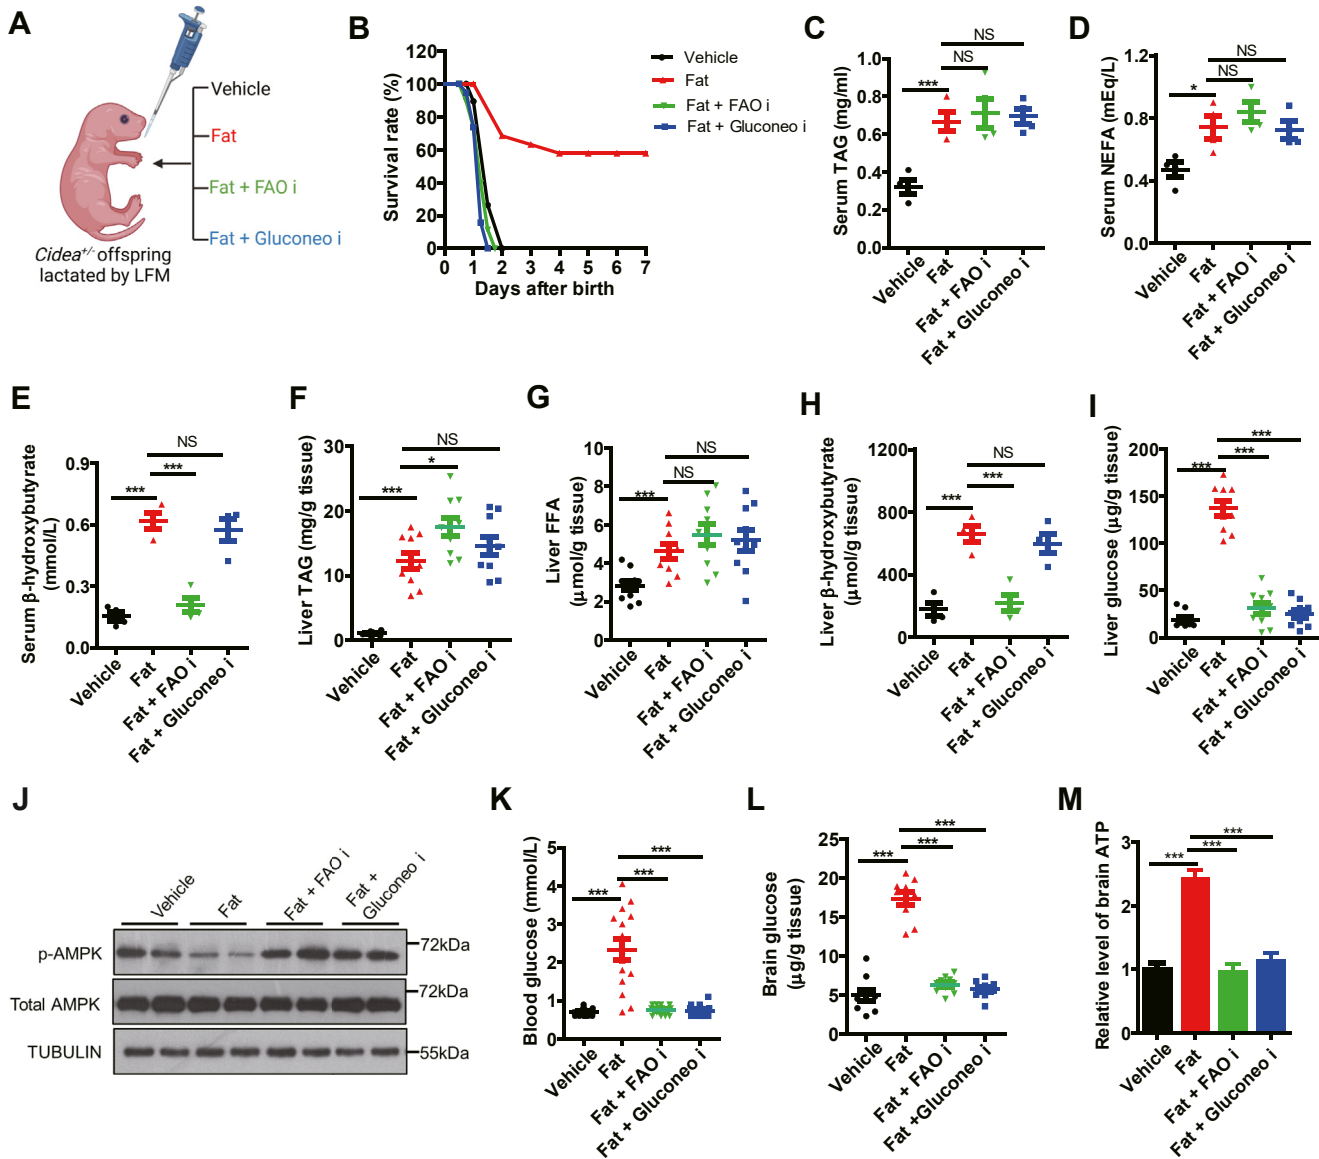 A
Vehicle
Fat
Fat + FAO i
Fat + Gluconeo i
Cidea+/- offspring
lactated by LFM
B
Survival rate (%)
120
100
80
60
40
20
0
0 1 2 3 4 5 6 7
Days after birth
Vehicle
Fat
Fat + FAO i
Fat + Gluconeo i
C
Serum TAG (mg/ml)
1.0
0.8
0.6
0.4
0.2
0.0
NS
NS
***
Vehicle
Fat
Fat + FAO i
Fat + Gluconeo i
D
Serum NEFA (mEq/L)
1.2
0.8
0.4
0.0
NS
NS
*
Vehicle
Fat
Fat + FAO i
Fat + Gluconeo i
E
Serum β-hydroxybutyrate
(mmol/L)
0.9
0.6
0.3
0.0
NS
***
***
Vehicle
Fat
Fat + FAO i
Fat + Gluconeo i
F
Liver TAG (mg/g tissue)
30
20
10
0
NS
*
***
Vehicle
Fat
Fat + FAO i
Fat + Gluconeo i
G
Liver FFA
(μmol/g tissue)
10
8
6
4
2
0
NS
NS
***
Vehicle
Fat
Fat + FAO i
Fat + Gluconeo i
H
Liver β-hydroxybutyrate
(μmol/g tissue)
1200
800
400
0
NS
***
***
Vehicle
Fat
Fat + FAO i
Fat + Gluconeo i
I
Liver glucose (μg/g tissue)
200
150
100
50
0
***
***
***
Vehicle
Fat
Fat + FAO i
Fat + Gluconeo i
J
Vehicle
Fat
Fat + FAO i
Fat +
Gluconeo i
p-AMPK
72kDa
Total AMPK
72kDa
TUBULIN
55kDa
K
Blood glucose (mmol/L)
5
4
3
2
1
0
***
***
***
Vehicle
Fat
Fat + FAO i
Fat + Gluconeo i
L
Brain glucose
(μg/g tissue)
25
20
15
10
5
0
***
***
***
Vehicle
Fat
Fat + FAO i
Fat +Gluconeo i
M
Relative level of brain ATP
3
2
1
0
***
***
***
Vehicle
Fat
Fat + FAO i
Fat + Gluconeo i